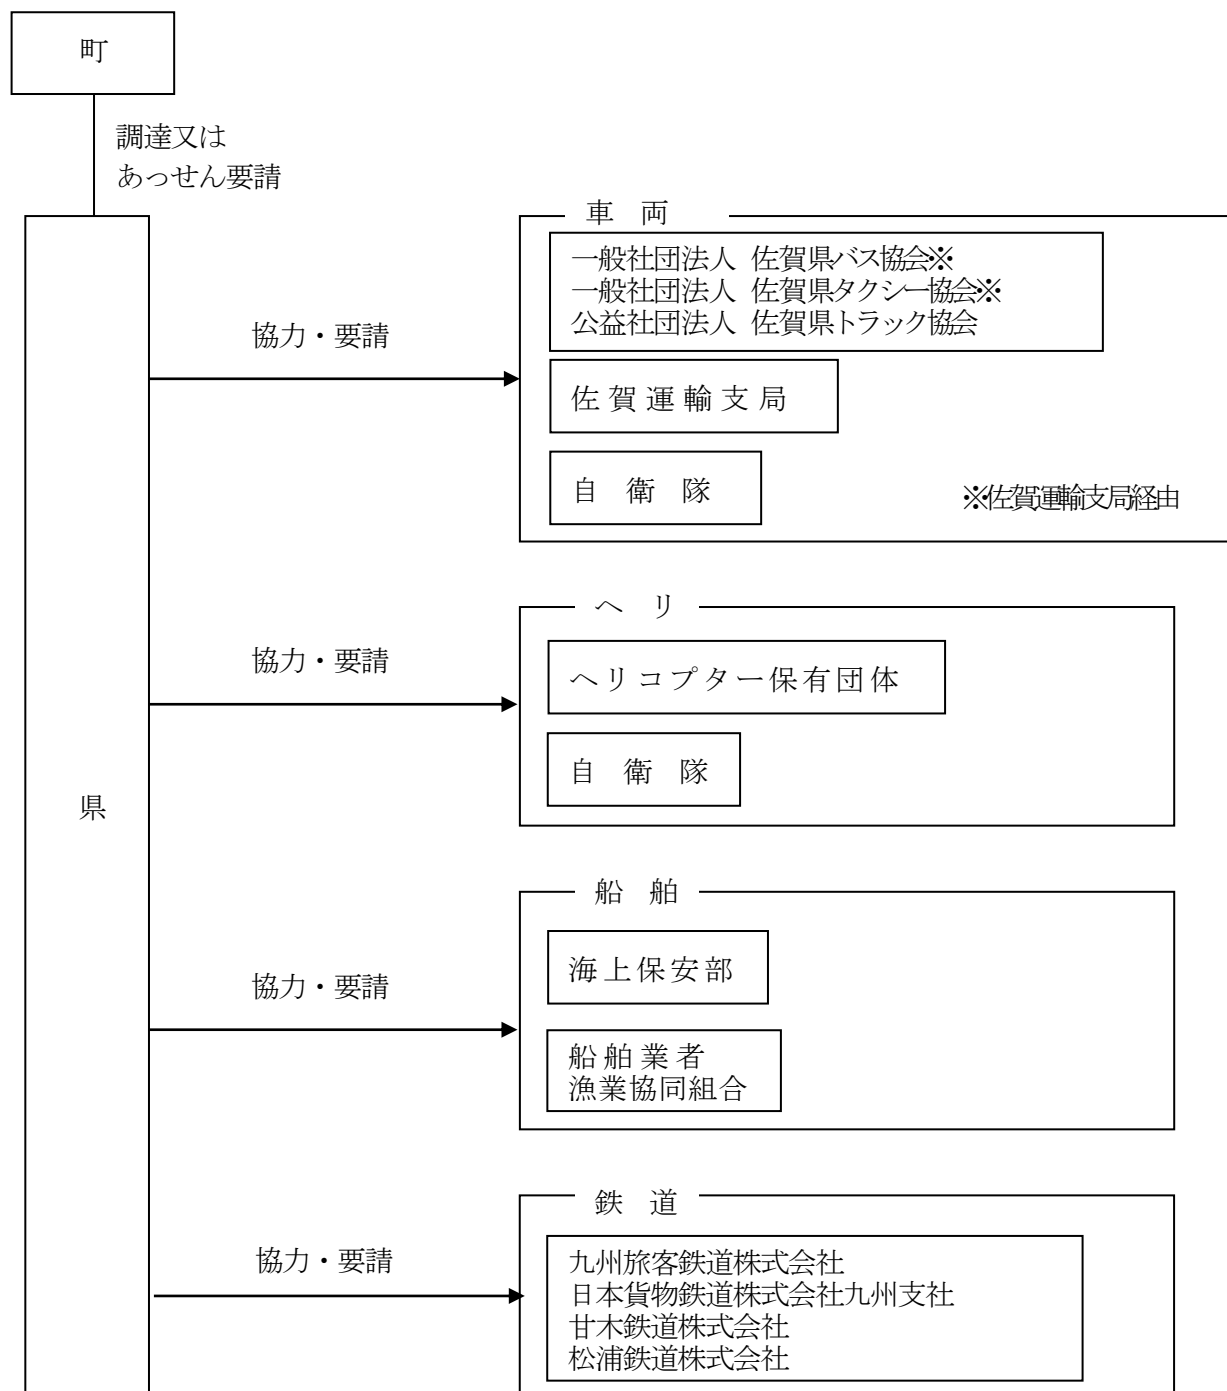 町
調達又は
あっせん要請
県
車　両
協力・要請
一般社団法人 佐賀県バス協会※
一般社団法人 佐賀県タクシー協会※
公益社団法人 佐賀県トラック協会
佐賀運輸支局
自　衛　隊
※佐賀運輸支局経由
ヘ　リ
協力・要請
ヘリコプター保有団体
自　衛　隊
船　舶
協力・要請
海上保安部
船舶業者
漁業協同組合
鉄　道
協力・要請
九州旅客鉄道株式会社
日本貨物鉄道株式会社九州支社
甘木鉄道株式会社
松浦鉄道株式会社